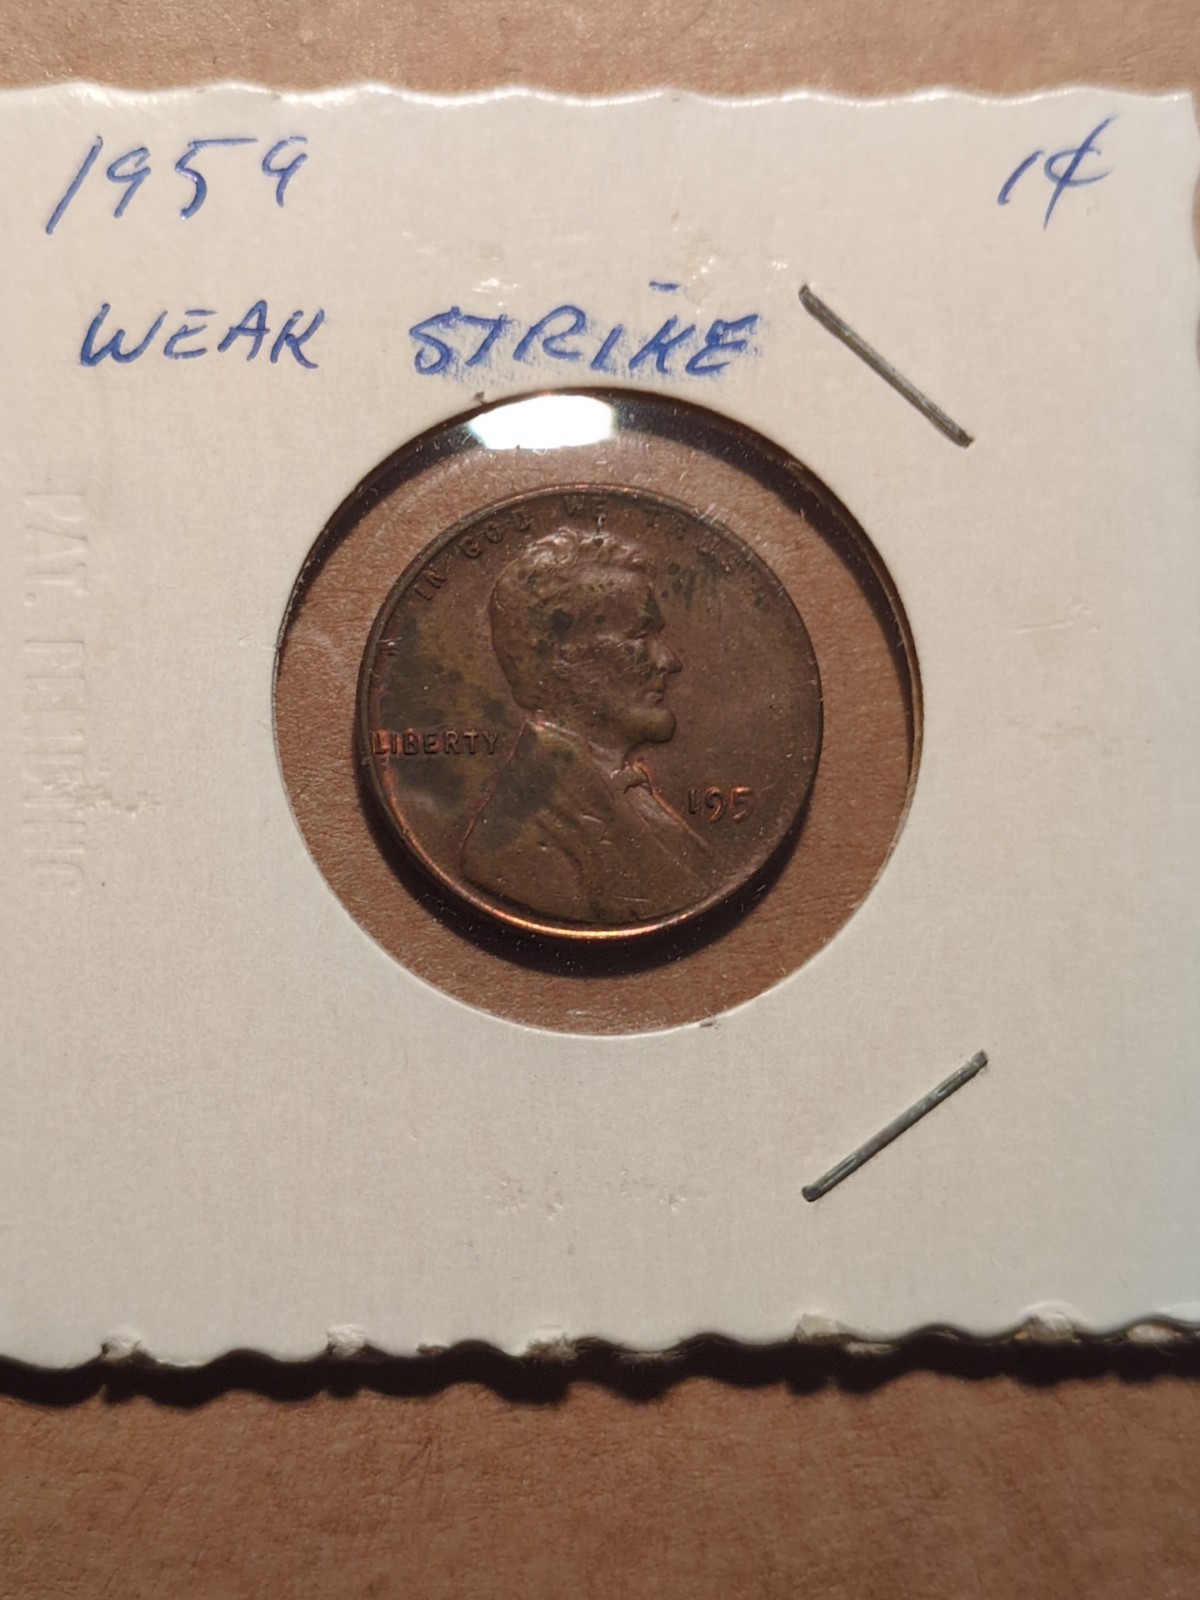 1959 1¢
WEAK STRIKE
IN GOD WE TRUST
LIBERTY
195